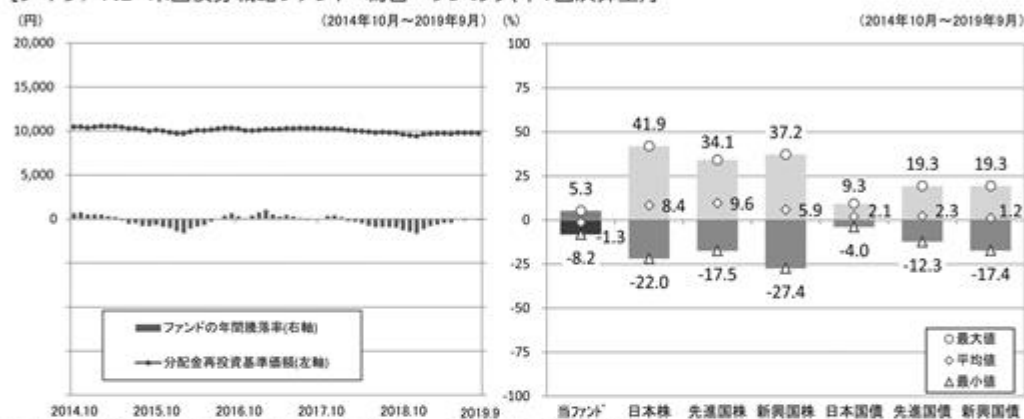 (円)
(2014年10月～2019年9月)
20,000
15,000
10,000
5,000
0
ファンドの年間騰落率(右軸)
分配金再投資基準価額(左軸)
2014.10 2015.10 2016.10 2017.10 2018.10 2019.9
(%)
(2014年10月～2019年9月)
100
75
50
25
0
-25
-50
-75
-100
5.3 41.9 34.1 37.2 9.3 19.3 19.3
-1.3 8.4 9.6 5.9 2.1 2.3 1.2
-8.2 -22.0 -17.5 -27.4 -4.0 -12.3 -17.4
最大値
平均値
最小値
当ファンド 日本株 先進国株 新興国株 日本国債 先進国債 新興国債